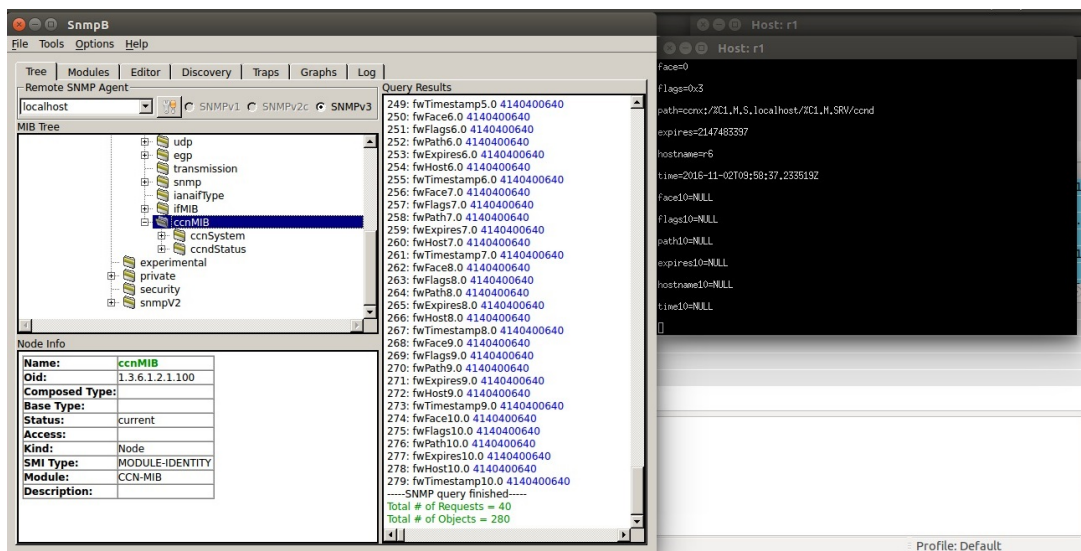 SnmpB
File Tools Options Help
Tree Modules Editor Discovery Traps Graphs Log
Remote SNMP Agent
localhost SNMPv1 SNMPv2c SNMPv3
MIB Tree
udp
egp
transmission
snmp
ianaifType
ifMIB
ccnMIB
ccnSystem
ccndStatus
experimental
private
security
snmpV2
Node Info
Name: ccnMIB
Oid: 1.3.6.1.2.1.100
Composed Type:
Base Type:
Status: current
Access:
Kind: Node
SMI Type: MODULE-IDENTITY
Module: CCN-MIB
Description:
Query Results
249: fwTimestamp5.0 4140400640
250: fwFace6.0 4140400640
251: fwFlags6.0 4140400640
252: fwPath6.0 4140400640
253: fwExpires6.0 4140400640
254: fwHost6.0 4140400640
255: fwTimestamp6.0 4140400640
256: fwFace7.0 4140400640
257: fwFlags7.0 4140400640
258: fwPath7.0 4140400640
259: fwExpires7.0 4140400640
260: fwHost7.0 4140400640
261: fwTimestamp7.0 4140400640
262: fwFace8.0 4140400640
263: fwFlags8.0 4140400640
264: fwPath8.0 4140400640
265: fwExpires8.0 4140400640
266: fwHost8.0 4140400640
267: fwTimestamp8.0 4140400640
268: fwFace9.0 4140400640
269: fwFlags9.0 4140400640
270: fwPath9.0 4140400640
271: fwExpires9.0 4140400640
272: fwHost9.0 4140400640
273: fwTimestamp9.0 4140400640
274: fwFace10.0 4140400640
275: fwFlags10.0 4140400640
276: fwPath10.0 4140400640
277: fwExpires10.0 4140400640
278: fwHost10.0 4140400640
279: fwTimestamp10.0 4140400640
-----SNMP query finished-----
Total # of Requests = 40
Total # of Objects = 280
Host: r1
Host: r1
face=0
flags=0x3
path=ccnx:/%C1.M.S.localhost/%C1.M.SRV/ccnd
expires=2147483397
hostname=r6
time=2016-11-02T09:58:37.233519Z
face10=NULL
flags10=NULL
path10=NULL
expires10=NULL
hostname10=NULL
time10=NULL
Profile: Default